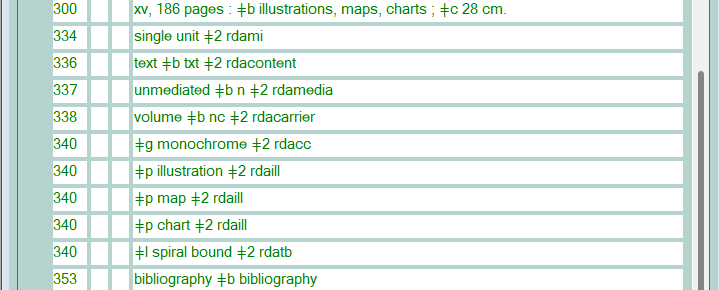 300 xv, 186 pages : ǂb illustrations, maps, charts ; ǂc 28 cm.
334 single unit ǂ2 rdami
336 text ǂb txt ǂ2 rdacontent
337 unmediated ǂb n ǂ2 rdamedia
338 volume ǂb nc ǂ2 rdacarrier
340 ǂg monochrome ǂ2 rdacc
340 ǂp illustration ǂ2 rdaill
340 ǂp map ǂ2 rdaill
340 ǂp chart ǂ2 rdaill
340 ǂl spiral bound ǂ2 rdatb
353 bibliography ǂb bibliography